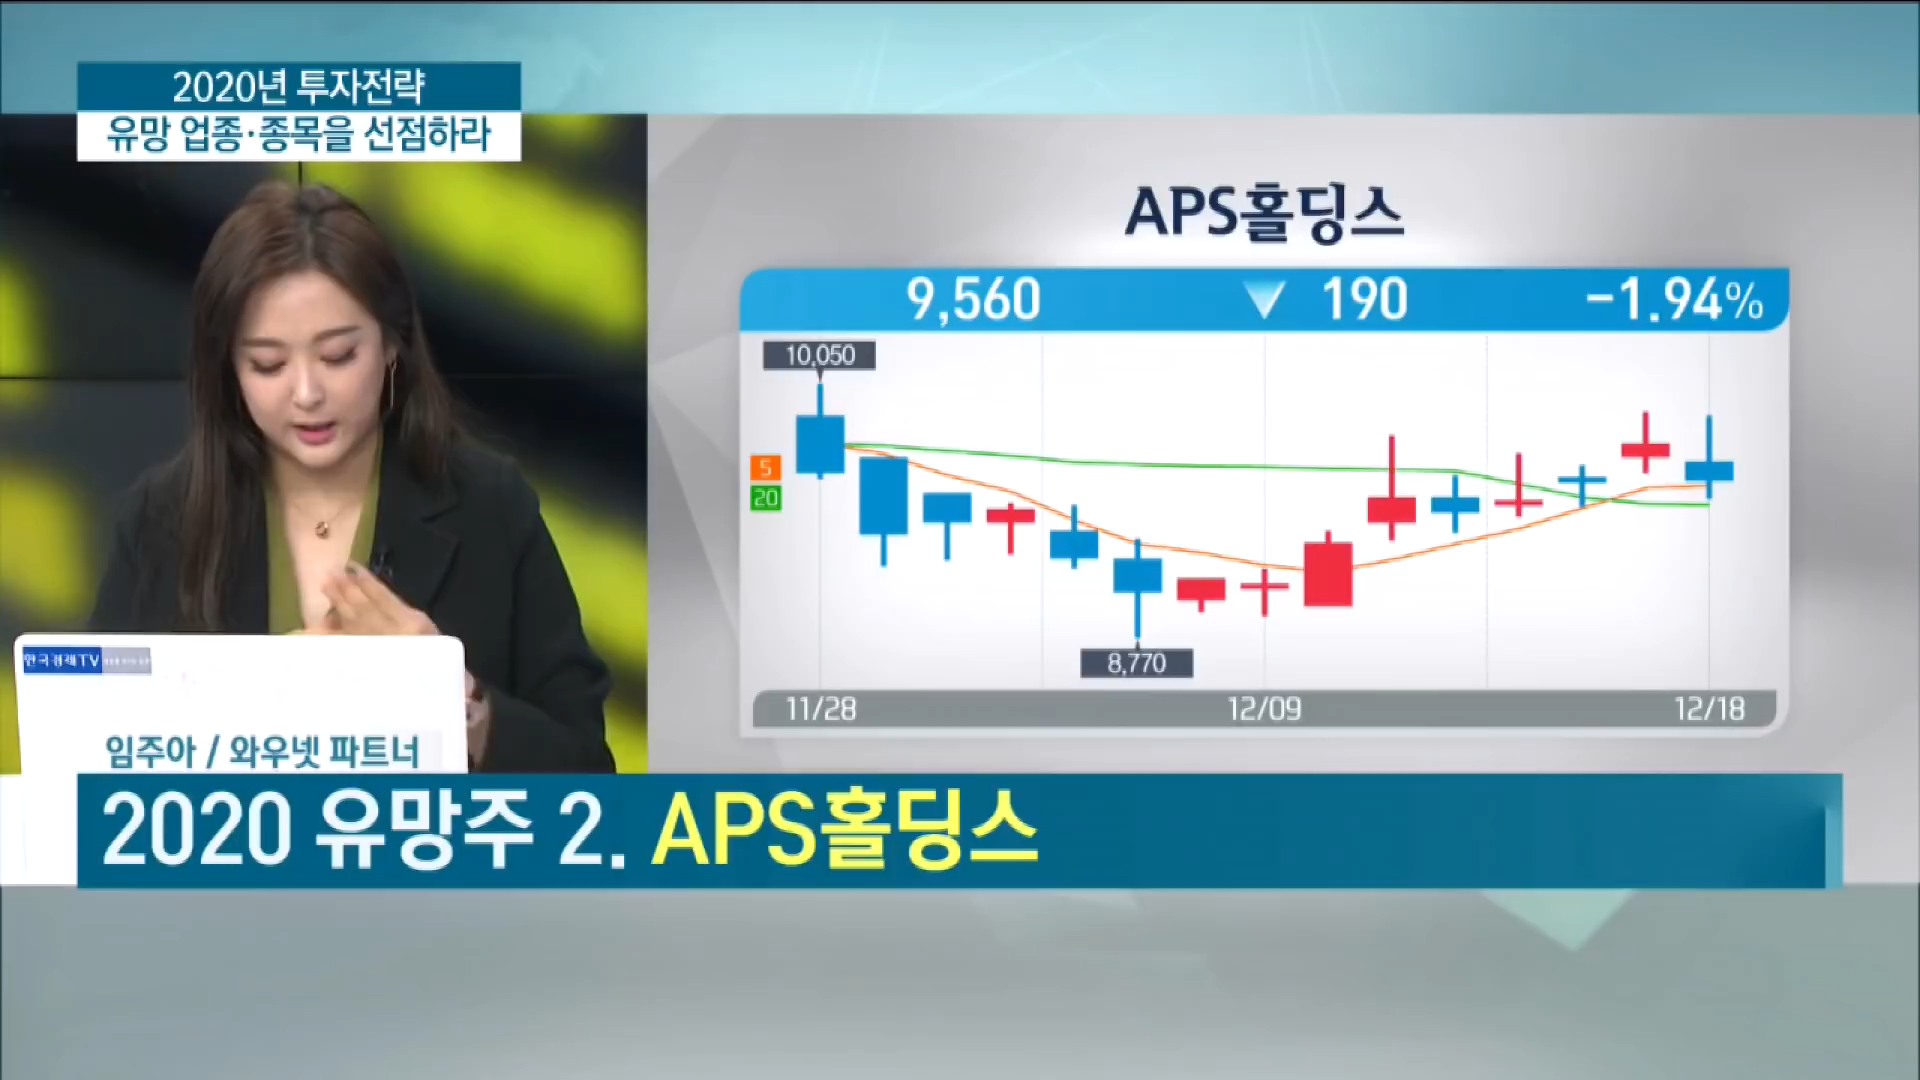 2020년 투자전략
유망 업종·종목을 선점하라
APS홀딩스
9,560 ▼ 190 -1.94%
10,050
5
20
8,770
11/28 12/09 12/18
한국경제TV
임주아 / 와우넷 파트너
2020 유망주 2. APS홀딩스